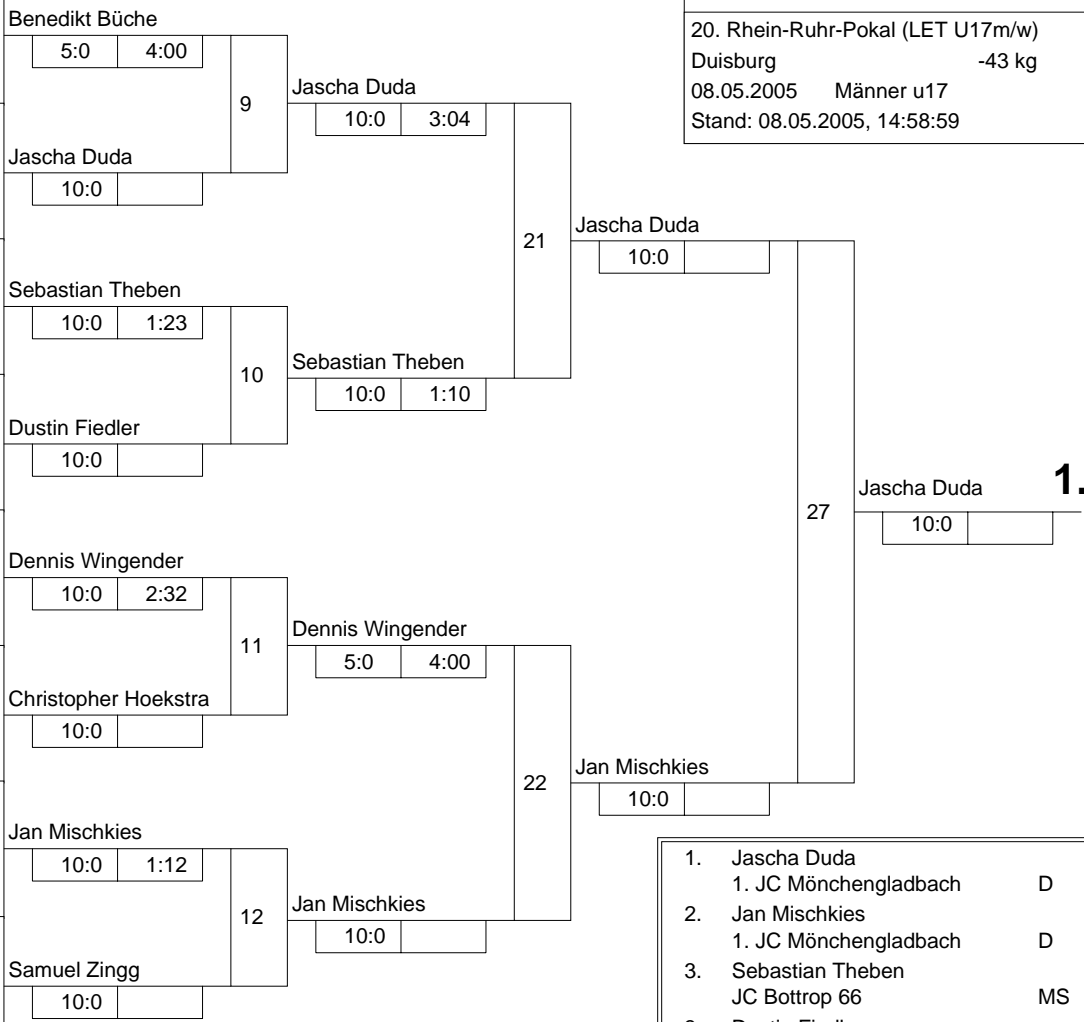 Benedikt Büche
5:0 4:00
9
Jascha Duda
10:0
Sebastian Theben
10:0 1:23
10
Dustin Fiedler
10:0
Dennis Wingender
10:0 2:32
11
Christopher Hoekstra
10:0
Jan Mischkies
10:0 1:12
12
Samuel Zingg
10:0
Jascha Duda
10:0 3:04
21
Sebastian Theben
10:0 1:10
Dennis Wingender
5:0 4:00
22
Jan Mischkies
10:0
Jascha Duda
10:0
27
Jan Mischkies
10:0
Jascha Duda 1.
10:0
20. Rhein-Ruhr-Pokal (LET U17m/w)
Duisburg -43 kg
08.05.2005 Männer u17
Stand: 08.05.2005, 14:58:59
1. Jascha Duda
1. JC Mönchengladbach D
2. Jan Mischkies
1. JC Mönchengladbach D
3. Sebastian Theben
JC Bottrop 66 MS